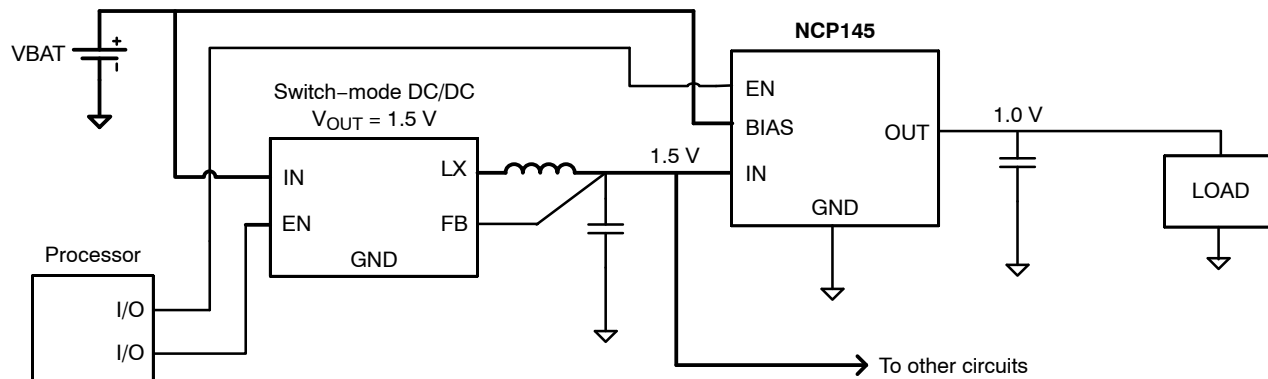 NCP145
VBAT
+
−
Switch−mode DC/DC
VOUT = 1.5 V
EN
BIAS
IN
OUT
GND
1.5 V
1.0 V
LOAD
IN
EN
LX
FB
GND
Processor
I/O
I/O
To other circuits